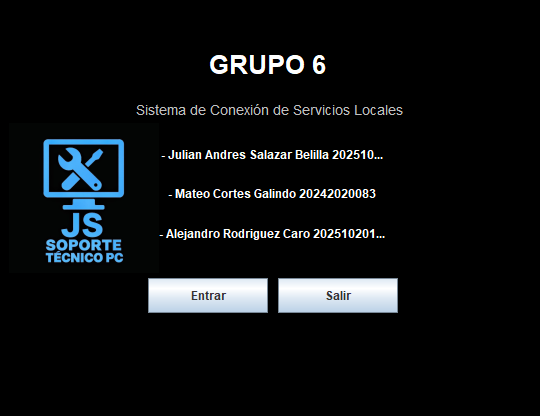 GRUPO 6
Sistema de Conexión de Servicios Locales
- Julian Andres Salazar Belilla 202510...
- Mateo Cortes Galindo 20242020083
- Alejandro Rodriguez Caro 202510201...
JS
SOPORTE
TÉCNICO PC
Entrar
Salir